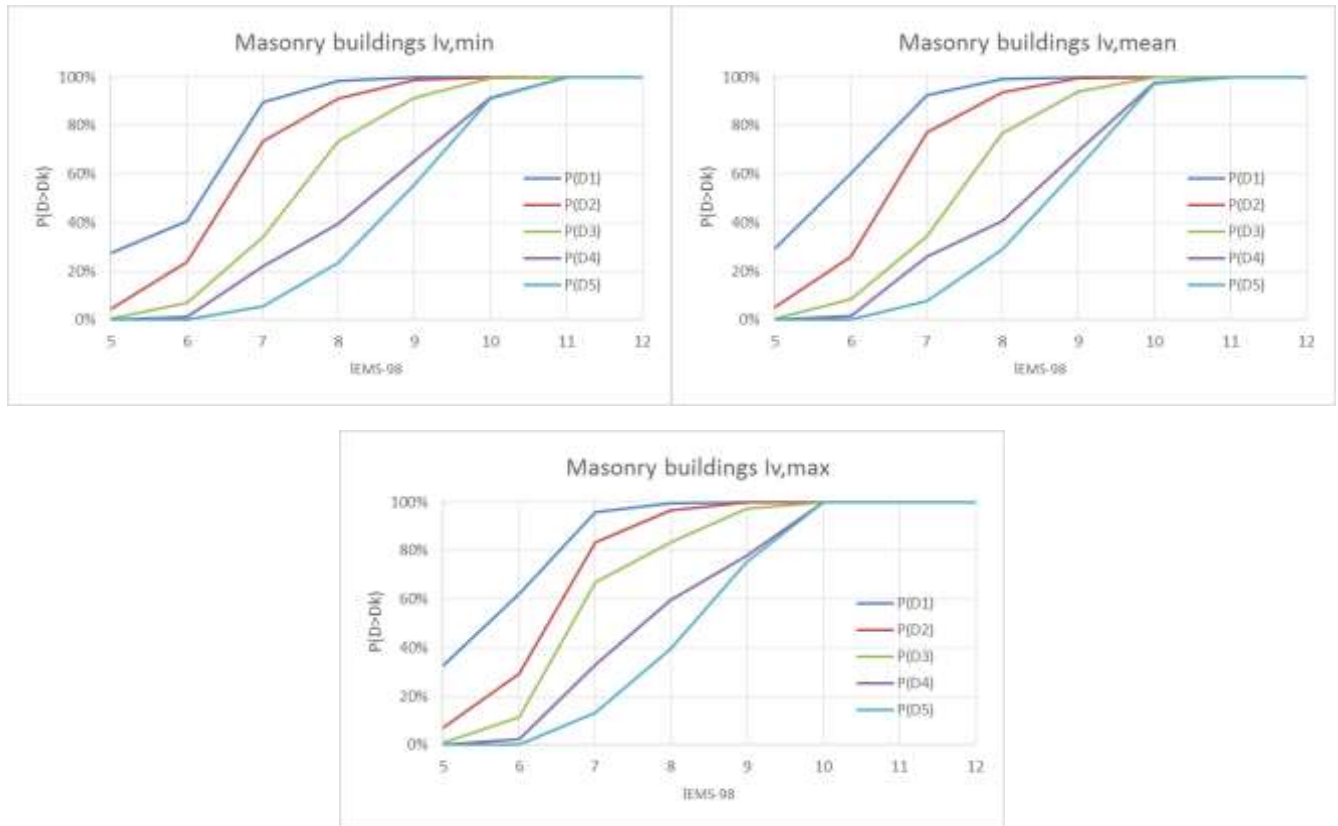 Masonry buildings Iv,min
100%
80%
60%
40%
20%
0%
P(D>Dk)
5 6 7 8 9 10 11 12
IEMS-98
P(D1)
P(D2)
P(D3)
P(D4)
P(D5)
Masonry buildings Iv,mean
100%
80%
60%
40%
20%
0%
P(D>Dk)
5 6 7 8 9 10 11 12
IEMS-98
P(D1)
P(D2)
P(D3)
P(D4)
P(D5)
Masonry buildings Iv,max
100%
80%
60%
40%
20%
0%
P(D>Dk)
5 6 7 8 9 10 11 12
IEMS-98
P(D1)
P(D2)
P(D3)
P(D4)
P(D5)